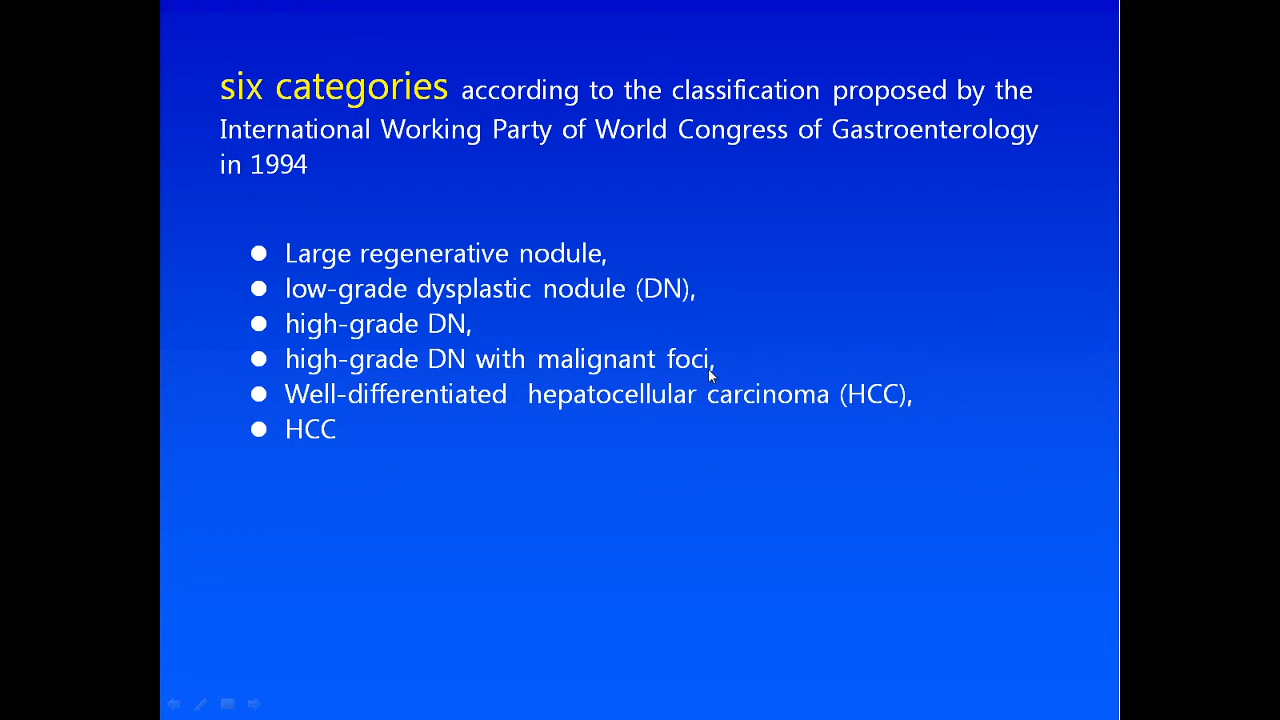 six categories according to the classification proposed by the
International Working Party of World Congress of Gastroenterology
in 1994
● Large regenerative nodule,
● low-grade dysplastic nodule (DN),
● high-grade DN,
● high-grade DN with malignant foci,
● Well-differentiated hepatocellular carcinoma (HCC),
● HCC